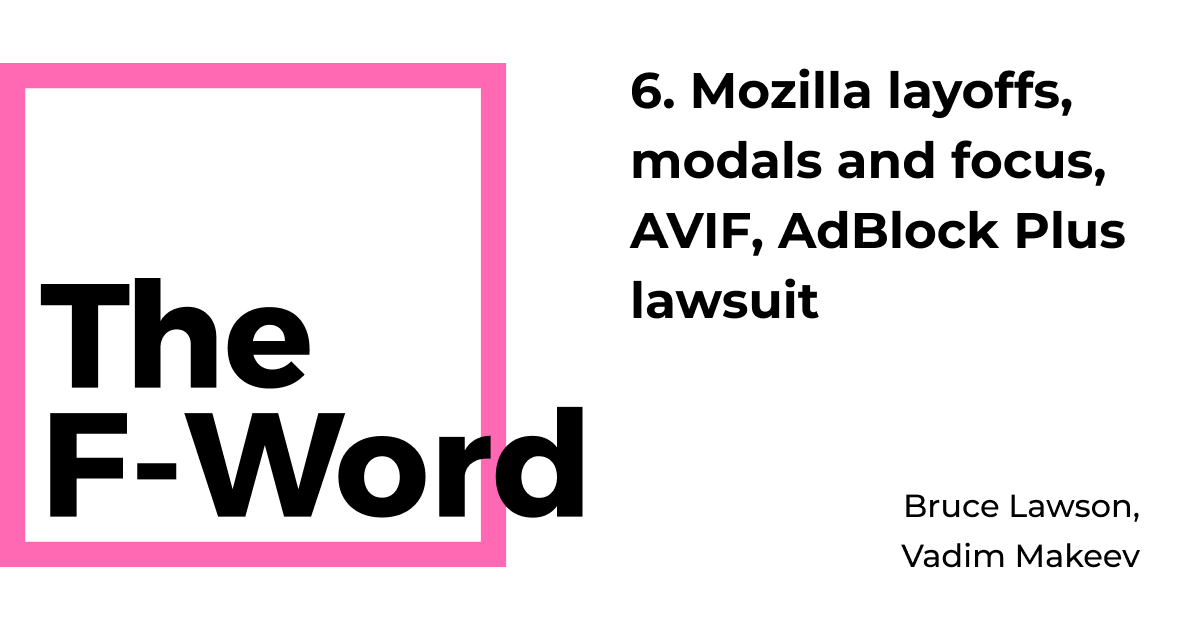 The
F-Word
6. Mozilla layoffs,
modals and focus,
AVIF, AdBlock Plus
lawsuit
Bruce Lawson,
Vadim Makeev